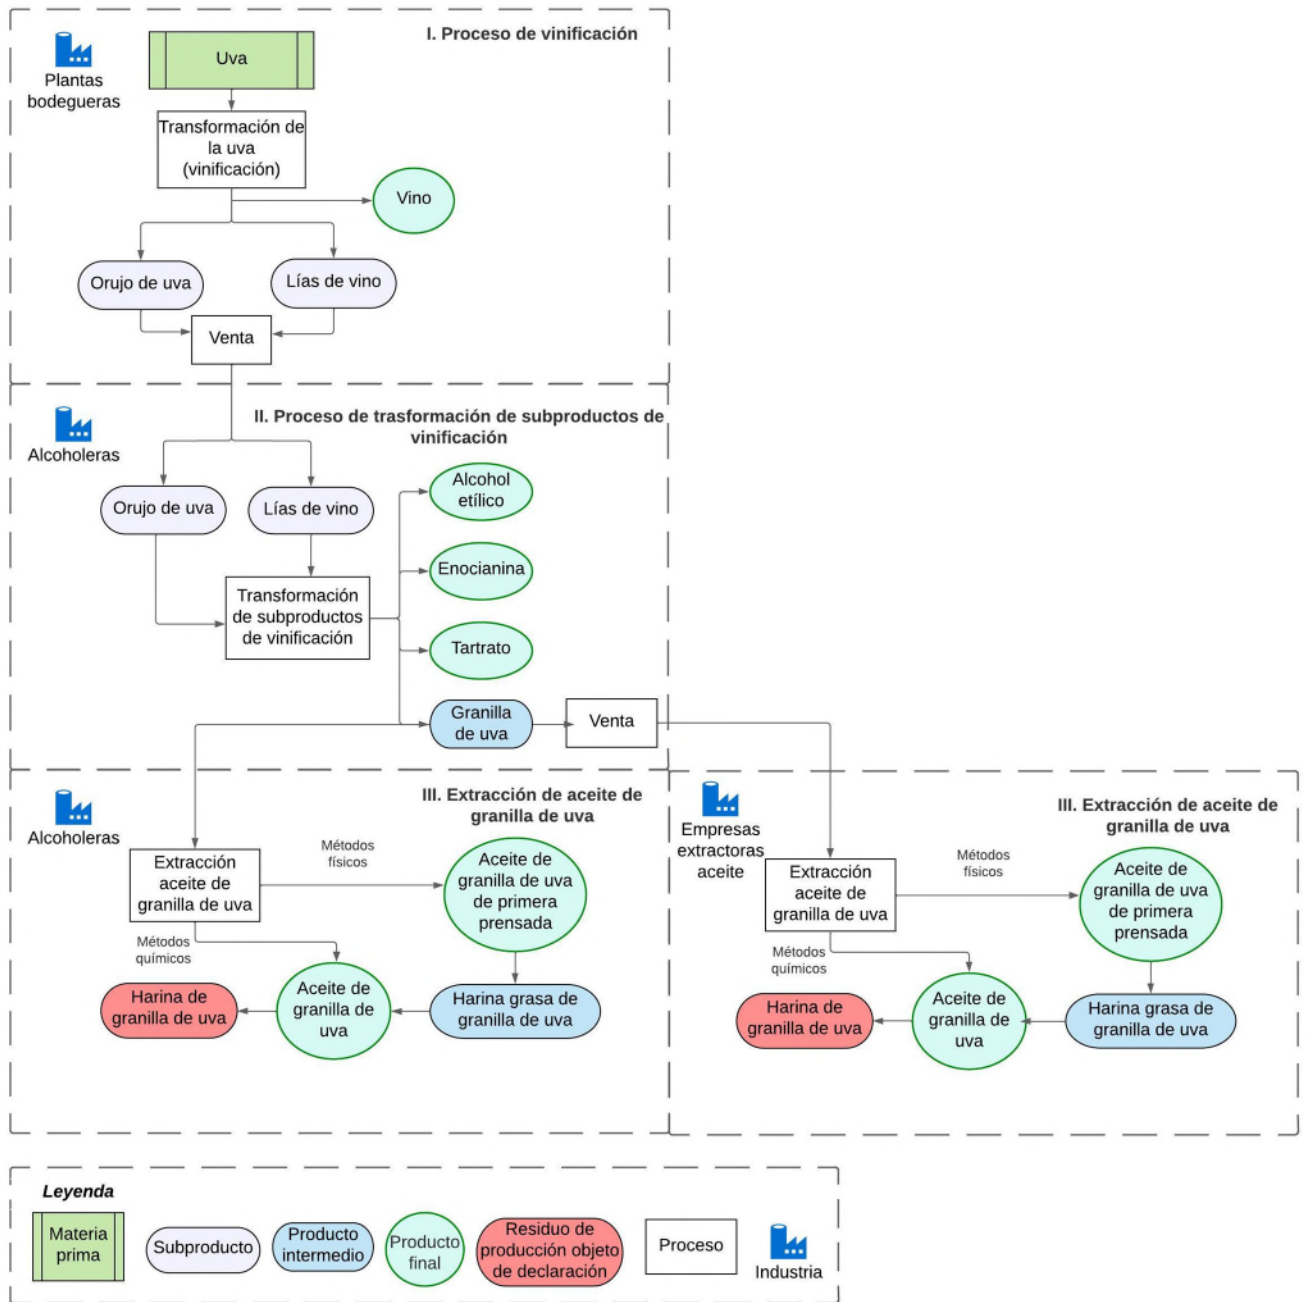 I. Proceso de vinificación
Plantas
bodegueras
Uva
Transformación de
la uva
(vinificación)
Vino
Orujo de uva
Lías de vino
Venta
II. Proceso de trasformación de subproductos de
vinificación
Alcoholeras
Orujo de uva
Lías de vino
Alcohol
etílico
Enocianina
Transformación
de subproductos
de vinificación
Tartrato
Granilla
de uva
Venta
III. Extracción de aceite de
granilla de uva
Alcoholeras
Extracción
aceite de
granilla de uva
Métodos
físicos
Aceite de
granilla de uva
de primera
prensada
Métodos
químicos
Harina de
granilla de uva
Aceite de
granilla de
uva
Harina grasa de
granilla de uva
III. Extracción de aceite de
granilla de uva
Empresas
extractoras
aceite
Extracción
aceite de
granilla de uva
Métodos
físicos
Aceite de
granilla de uva
de primera
prensada
Métodos
químicos
Harina de
granilla de uva
Aceite de
granilla de
uva
Harina grasa de
granilla de uva
Leyenda
Materia
prima
Subproducto
Producto
intermedio
Producto
final
Residuo de
producción objeto
de declaración
Proceso
Industria